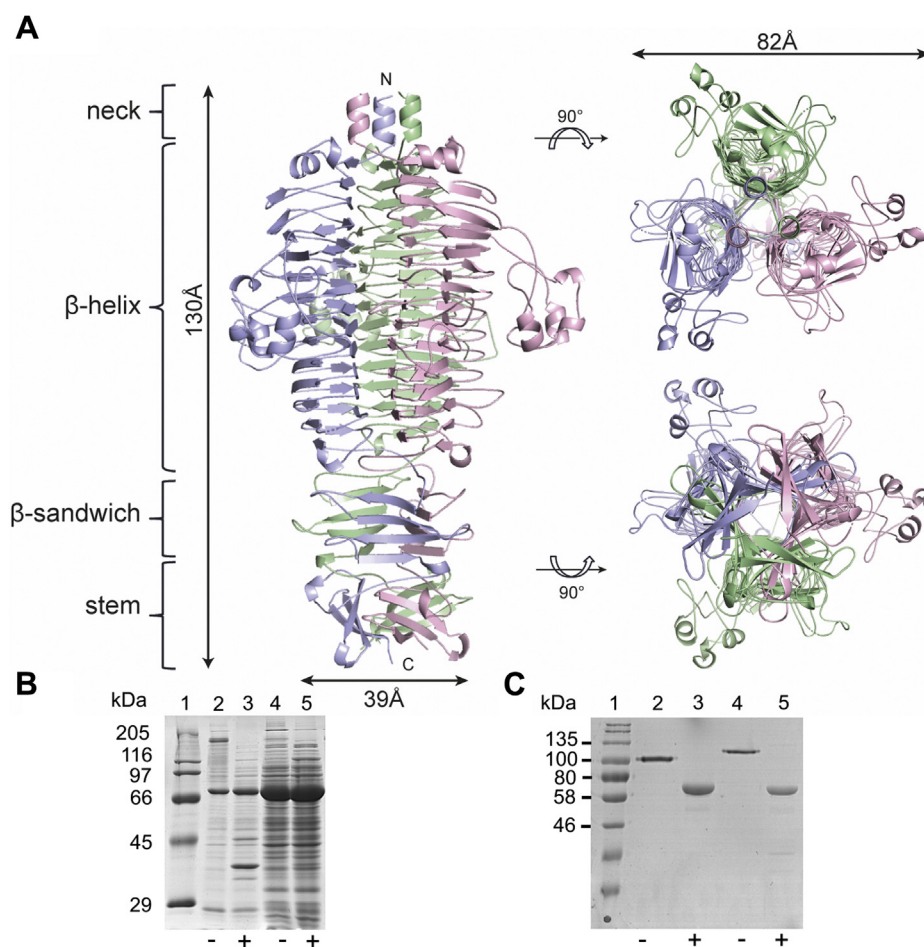 A
82Å
neck
N
90°
β-helix
130Å
β-sandwich
90°
stem
C
39Å
B
kDa 1 2 3 4 5
205
116
97
66
45
29
- + - +
C
kDa 1 2 3 4 5
135
100
80
58
46
- + - +